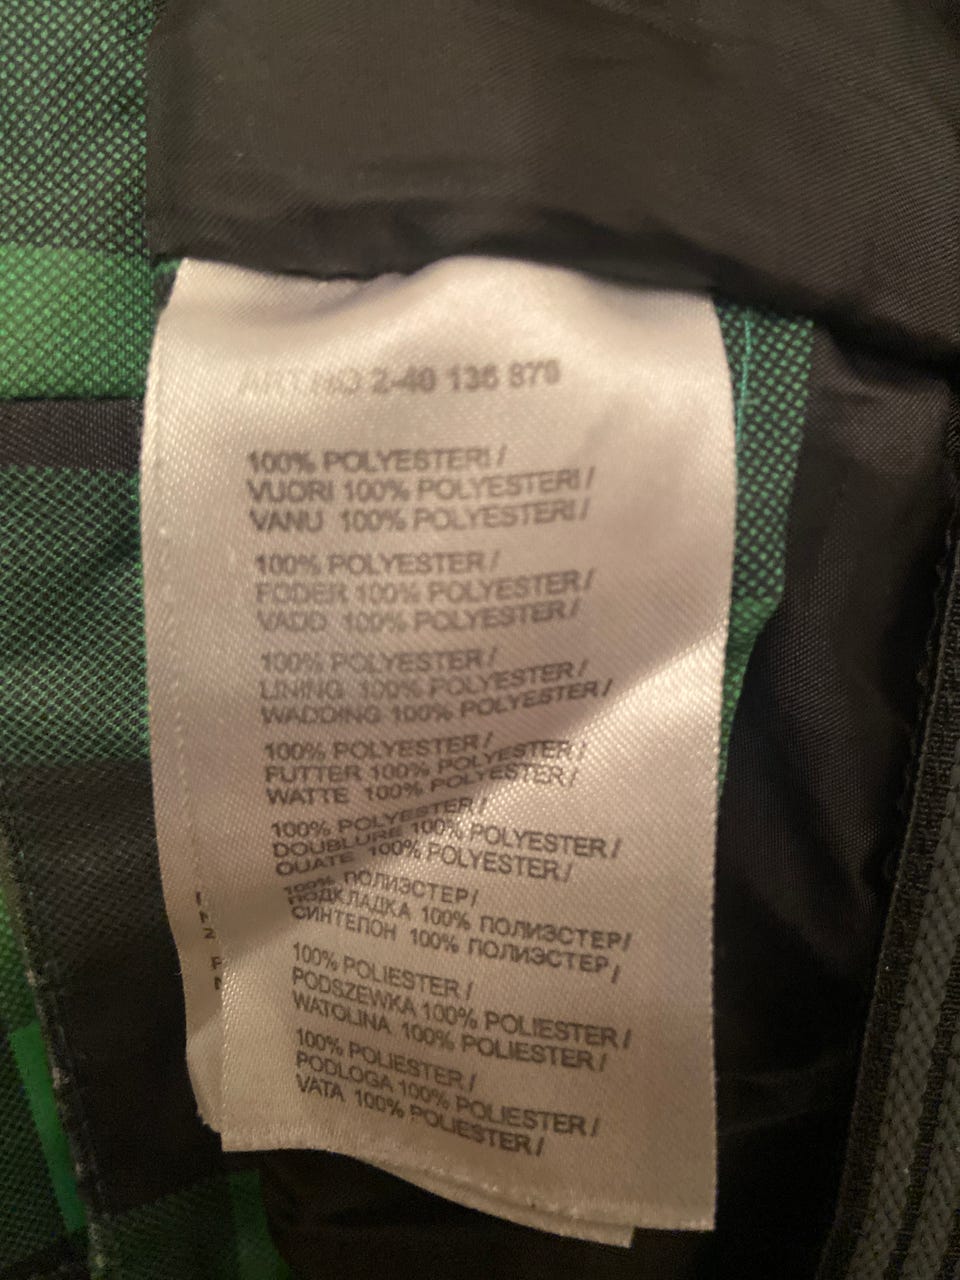 ART.NO 2-40 136 870
100% POLYESTERI/
VUORI 100% POLYESTERI/
VANU 100% POLYESTERI/
100% POLYESTER/
FODER 100% POLYESTER/
VADD 100% POLYESTER/
100% POLYESTER/
LINING 100% POLYESTER/
WADDING 100% POLYESTER/
100% POLYESTER/
FUTTER 100% POLYESTER/
WATTE 100% POLYESTER/
100% POLYESTER/
DOUBLURE 100% POLYESTER/
OUATE 100% POLYESTER/
100% ПОЛИЭСТЕР/
ПОДКЛАДКА 100% ПОЛИЭСТЕР/
СИНТЕПОН 100% ПОЛИЭСТЕР/
100% POLIESTER/
PODSZEWKA 100% POLIESTER/
WATOLINA 100% POLIESTER/
100% POLIESTER/
PODLOGA 100% POLIESTER/
VATA 100% POLIESTER/